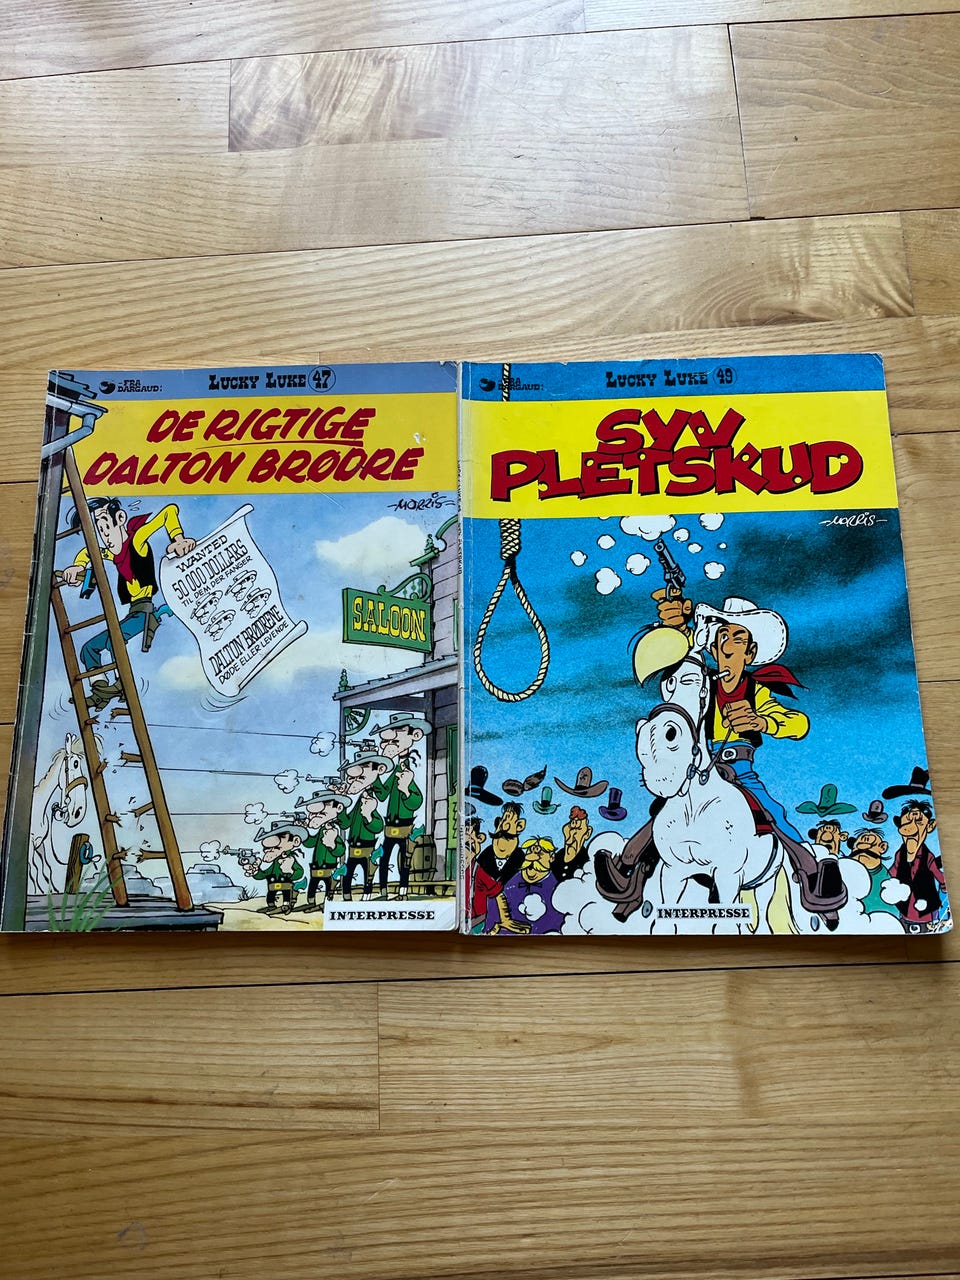 -FRA
DARGAUD:
LUCKY LUKE 47
DE RIGTIGE
DALTON BRØDRE
-MORRIS-
WANTED
50 000 DOLLARS
TIL DEM DER FANGER
DALTON BRØDRENE
DØDE ELLER LEVENDE
SALOON
INTERPRESSE
-FRA
DARGAUD:
LUCKY LUKE 49
SYV
PLETSKUD
-MORRIS-
INTERPRESSE